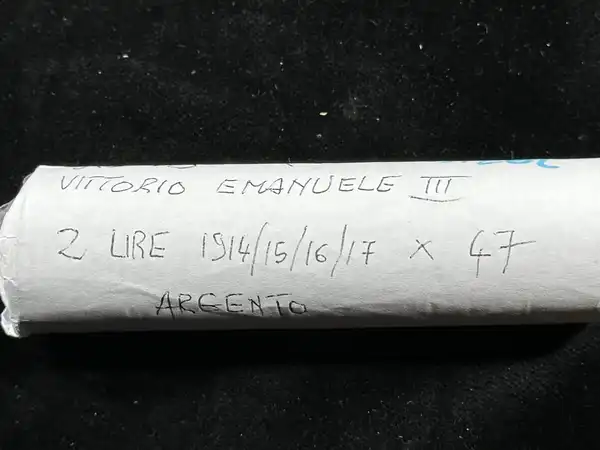 VITTORIO EMANUELE III
2 LIRE 1914/15/16/17 x 47
ARGENTO